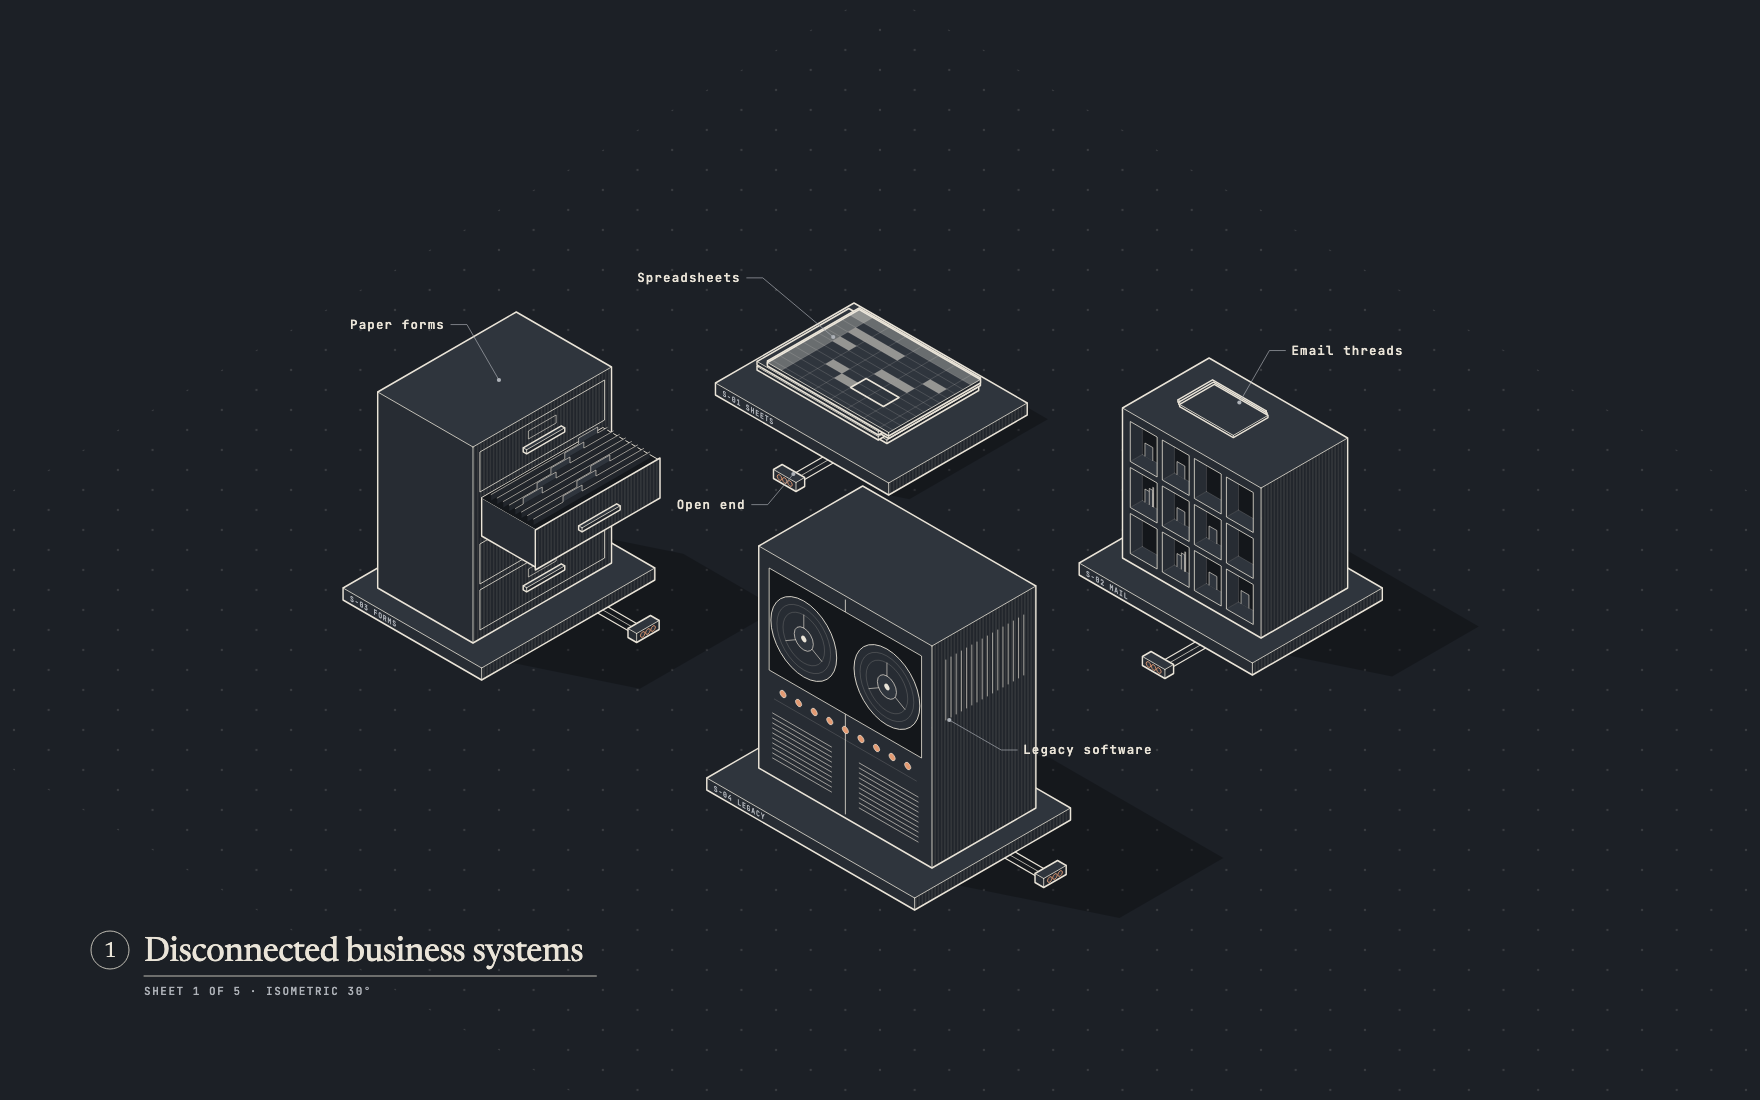 Spreadsheets
Paper forms
Email threads
S-01 SHEETS
Open end
S-02 MAIL
S-03 FORMS
Legacy software
S-04 LEGACY
1 Disconnected business systems
SHEET 1 OF 5 · ISOMETRIC 30°